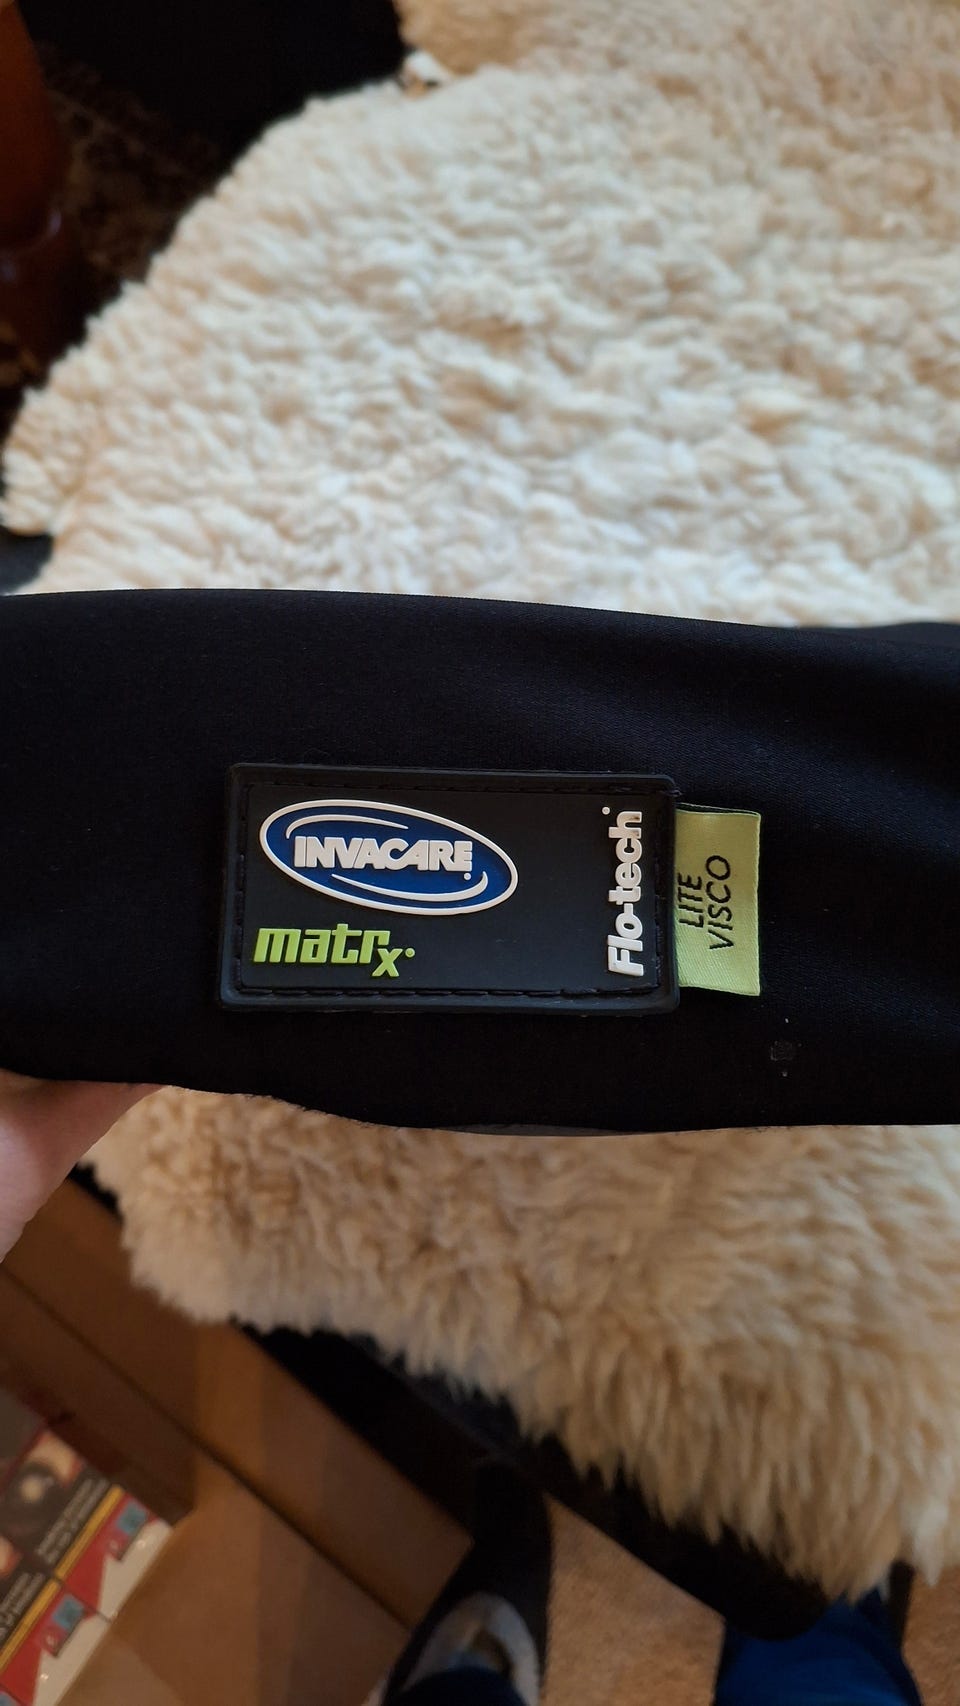 INVACARE
matrx
Flo-tech
LITE
VISCO